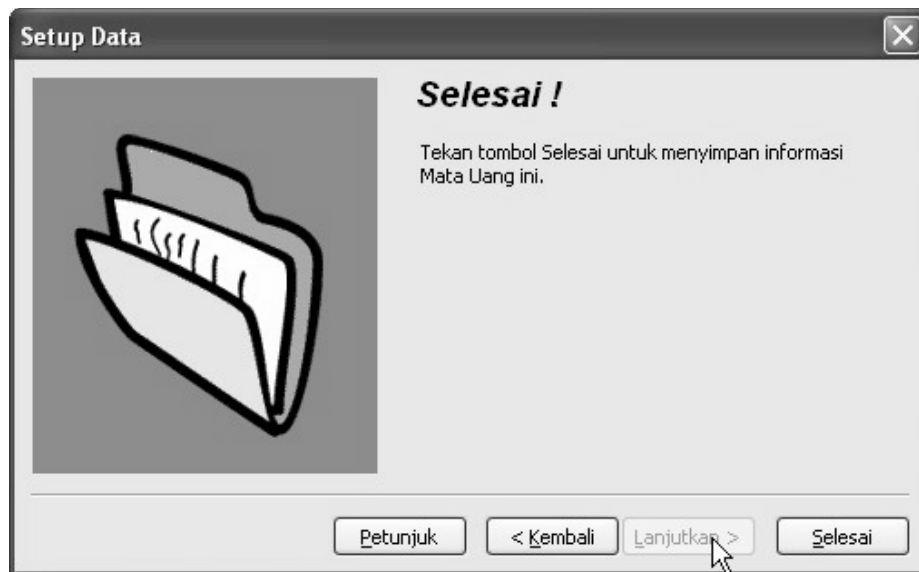 Setup Data
Selesai !
Tekan tombol Selesai untuk menyimpan informasi
Mata Uang ini.
Petunjuk
< Kembali
Lanjutkan >
Selesai